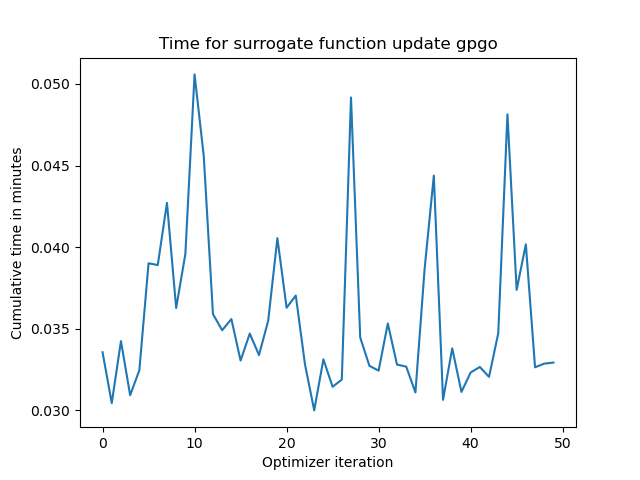 Time for surrogate function update gpgo
Cumulative time in minutes
0.050
0.045
0.040
0.035
0.030
0 10 20 30 40 50
Optimizer iteration